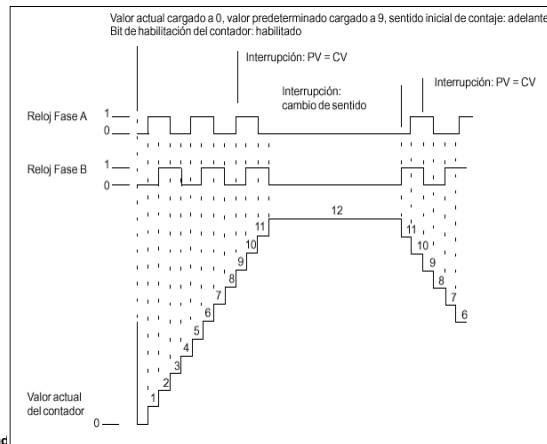 Valor actual cargado a 0, valor predeterminado cargado a 9, sentido inicial de contaje: adelante
Bit de habilitación del contador: habilitado
Interrupción: PV = CV
Interrupción:
cambio de sentido
Interrupción: PV = CV
Reloj Fase A
1
0
Reloj Fase B
1
0
12
11
10
9
8
7
6
5
4
3
2
1
11
10
9
8
7
6
Valor actual
del contador
0